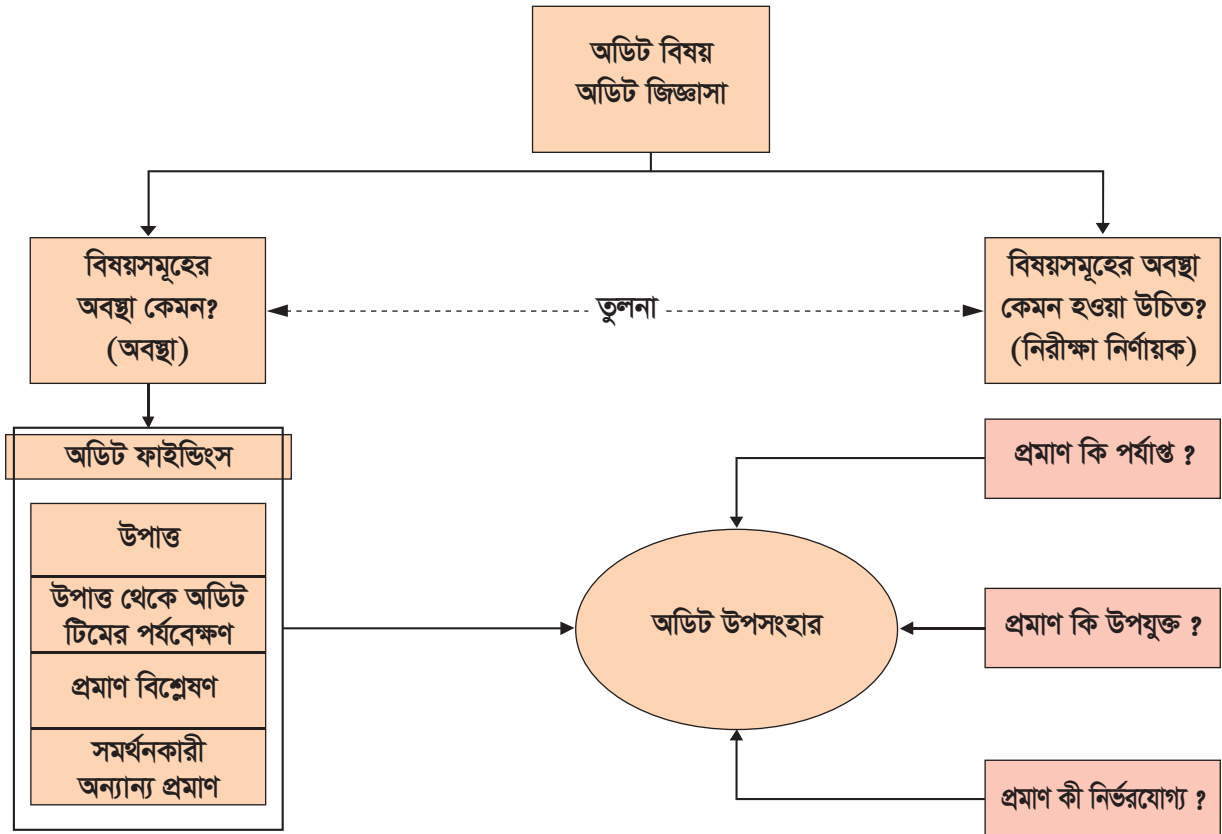 অডিট বিষয়
অডিট জিজ্ঞাসা
বিষয়সমূহের
অবস্থা কেমন?
(অবস্থা)
তুলনা
বিষয়সমূহের অবস্থা
কেমন হওয়া উচিত?
(নিরীক্ষা নির্ণায়ক)
অডিট ফাইন্ডিংস
উপাত্ত
উপাত্ত থেকে অডিট
টিমের পর্যবেক্ষণ
প্রমাণ বিশ্লেষণ
সমর্থনকারী
অন্যান্য প্রমাণ
অডিট উপসংহার
প্রমাণ কি পর্যাপ্ত ?
প্রমাণ কি উপযুক্ত ?
প্রমাণ কী নির্ভরযোগ্য ?